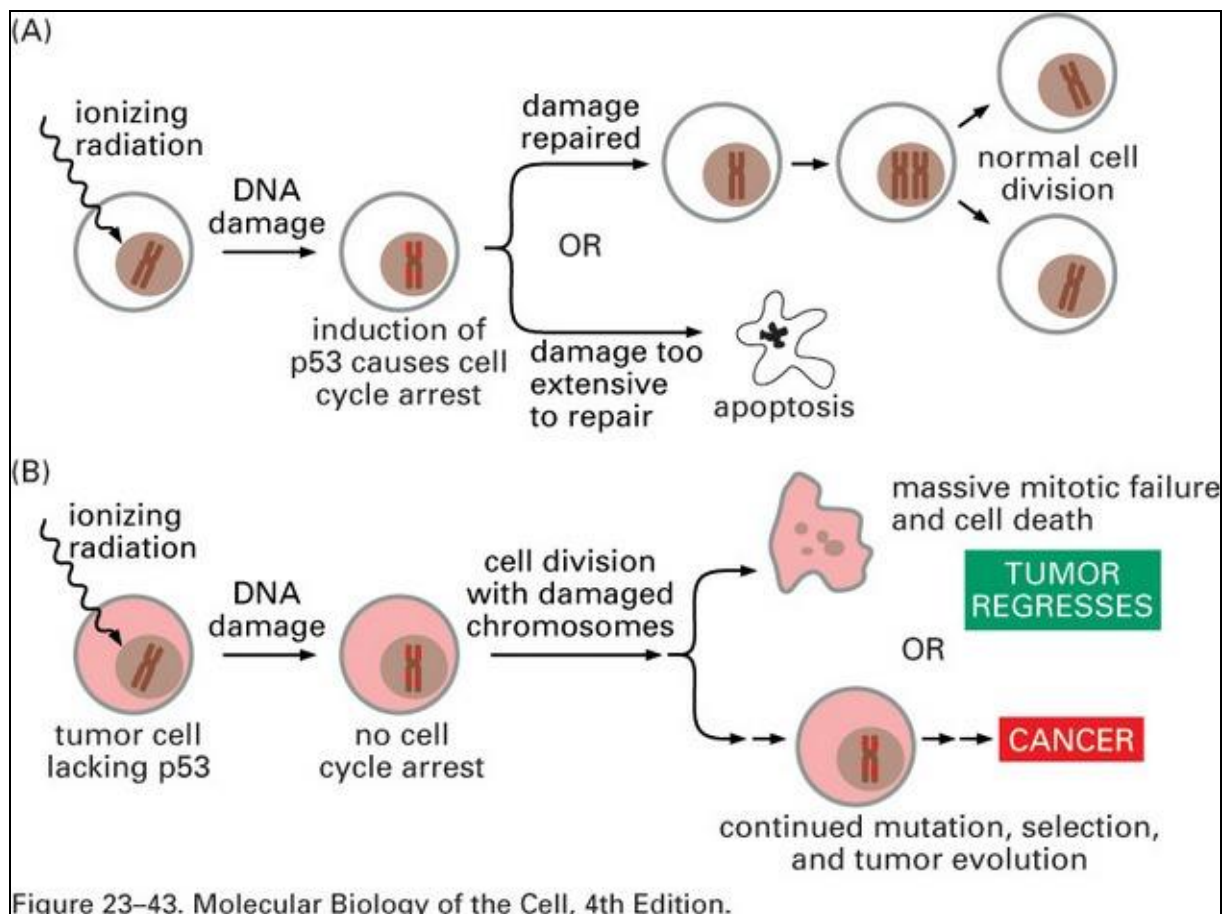 (A)
ionizing
radiation
DNA
damage
induction of
p53 causes cell
cycle arrest
damage
repaired
OR
damage too
extensive
to repair
apoptosis
normal cell
division
(B)
ionizing
radiation
tumor cell
lacking p53
DNA
damage
no cell
cycle arrest
cell division
with damaged
chromosomes
massive mitotic failure
and cell death
TUMOR
REGRESSES
OR
CANCER
continued mutation, selection,
and tumor evolution
Figure 23–43. Molecular Biology of the Cell, 4th Edition.